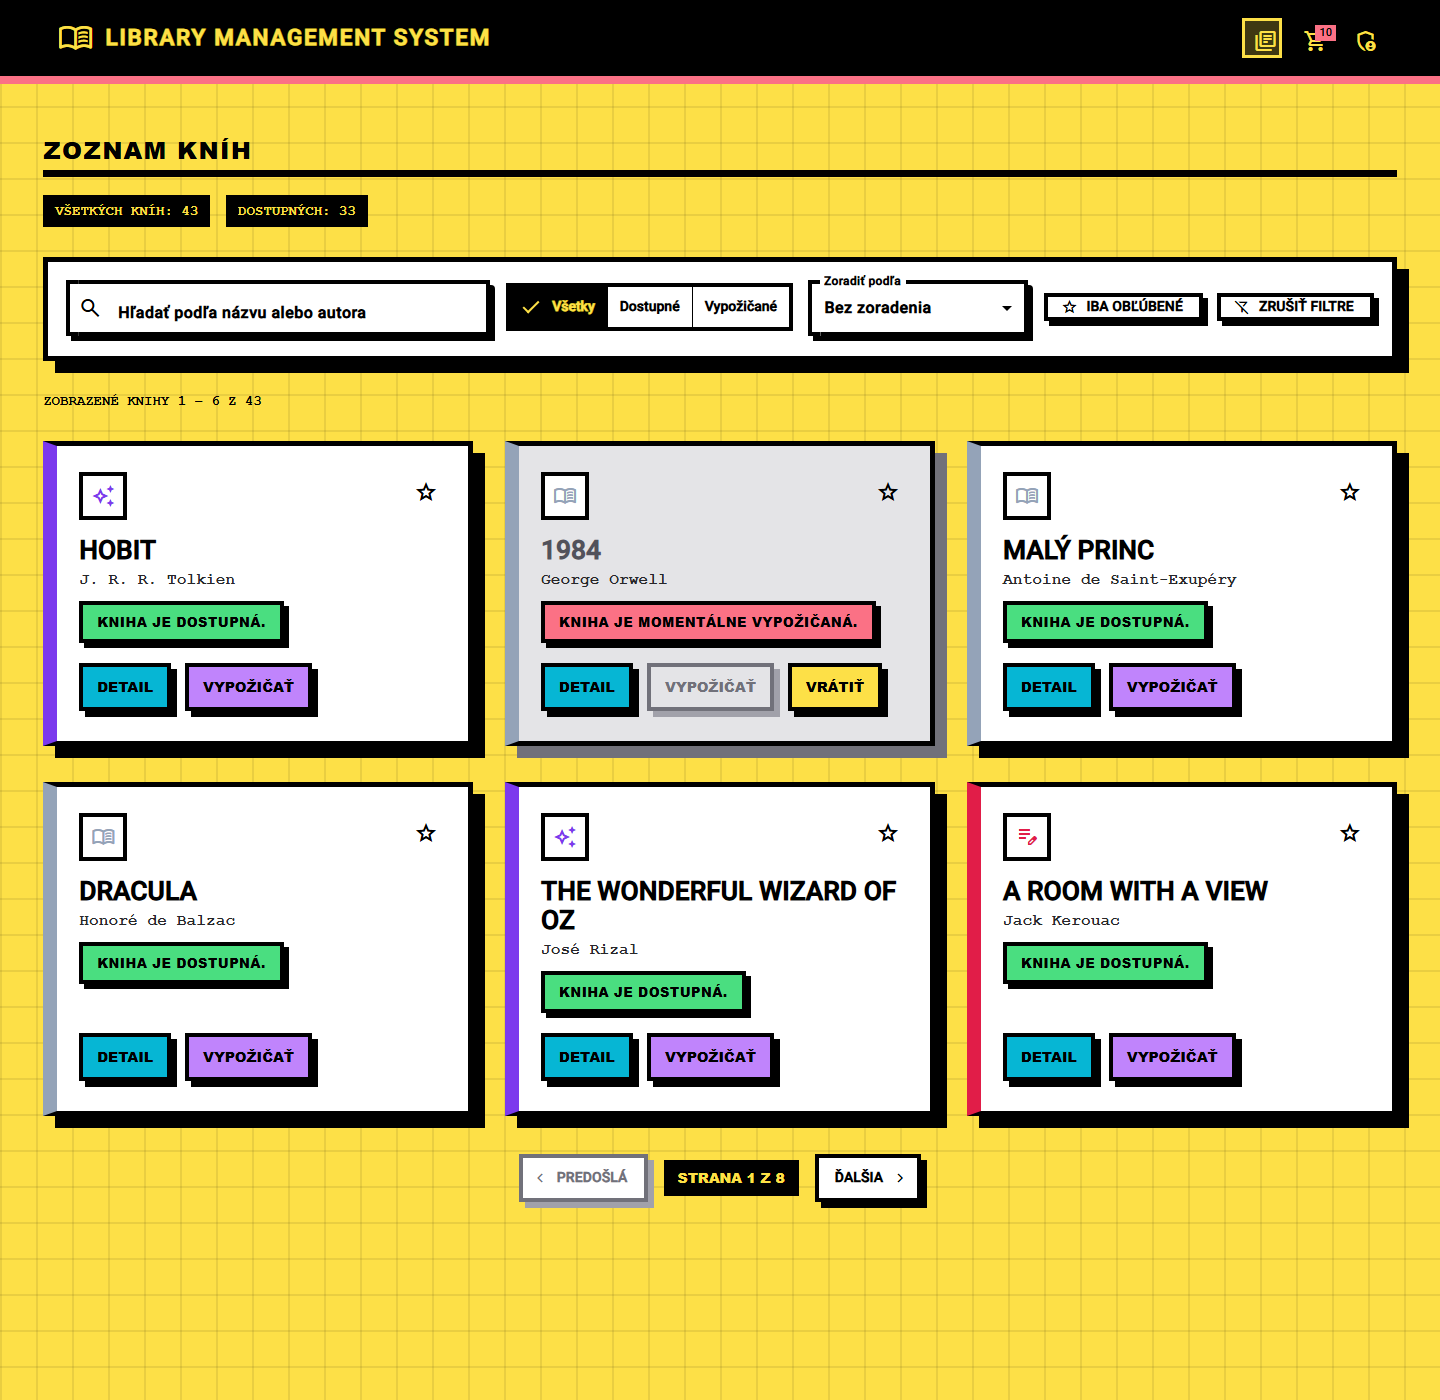 LIBRARY MANAGEMENT SYSTEM
10
ZOZNAM KNÍH
VŠETKÝCH KNÍH: 43
DOSTUPNÝCH: 33
Hľadať podľa názvu alebo autora
Všetky
Dostupné
Vypožičané
Zoradiť podľa
Bez zoradenia
IBA OBĽÚBENÉ
ZRUŠIŤ FILTRE
ZOBRAZENÉ KNIHY 1 – 6 Z 43
HOBIT
J. R. R. Tolkien
KNIHA JE DOSTUPNÁ.
DETAIL
VYPOŽIČAŤ
1984
George Orwell
KNIHA JE MOMENTÁLNE VYPOŽIČANÁ.
DETAIL
VYPOŽIČAŤ
VRÁTIŤ
MALÝ PRINC
Antoine de Saint-Exupéry
KNIHA JE DOSTUPNÁ.
DETAIL
VYPOŽIČAŤ
DRACULA
Honoré de Balzac
KNIHA JE DOSTUPNÁ.
DETAIL
VYPOŽIČAŤ
THE WONDERFUL WIZARD OF
OZ
José Rizal
KNIHA JE DOSTUPNÁ.
DETAIL
VYPOŽIČAŤ
A ROOM WITH A VIEW
Jack Kerouac
KNIHA JE DOSTUPNÁ.
DETAIL
VYPOŽIČAŤ
PREDOŠLÁ
STRANA 1 Z 8
ĎALŠIA